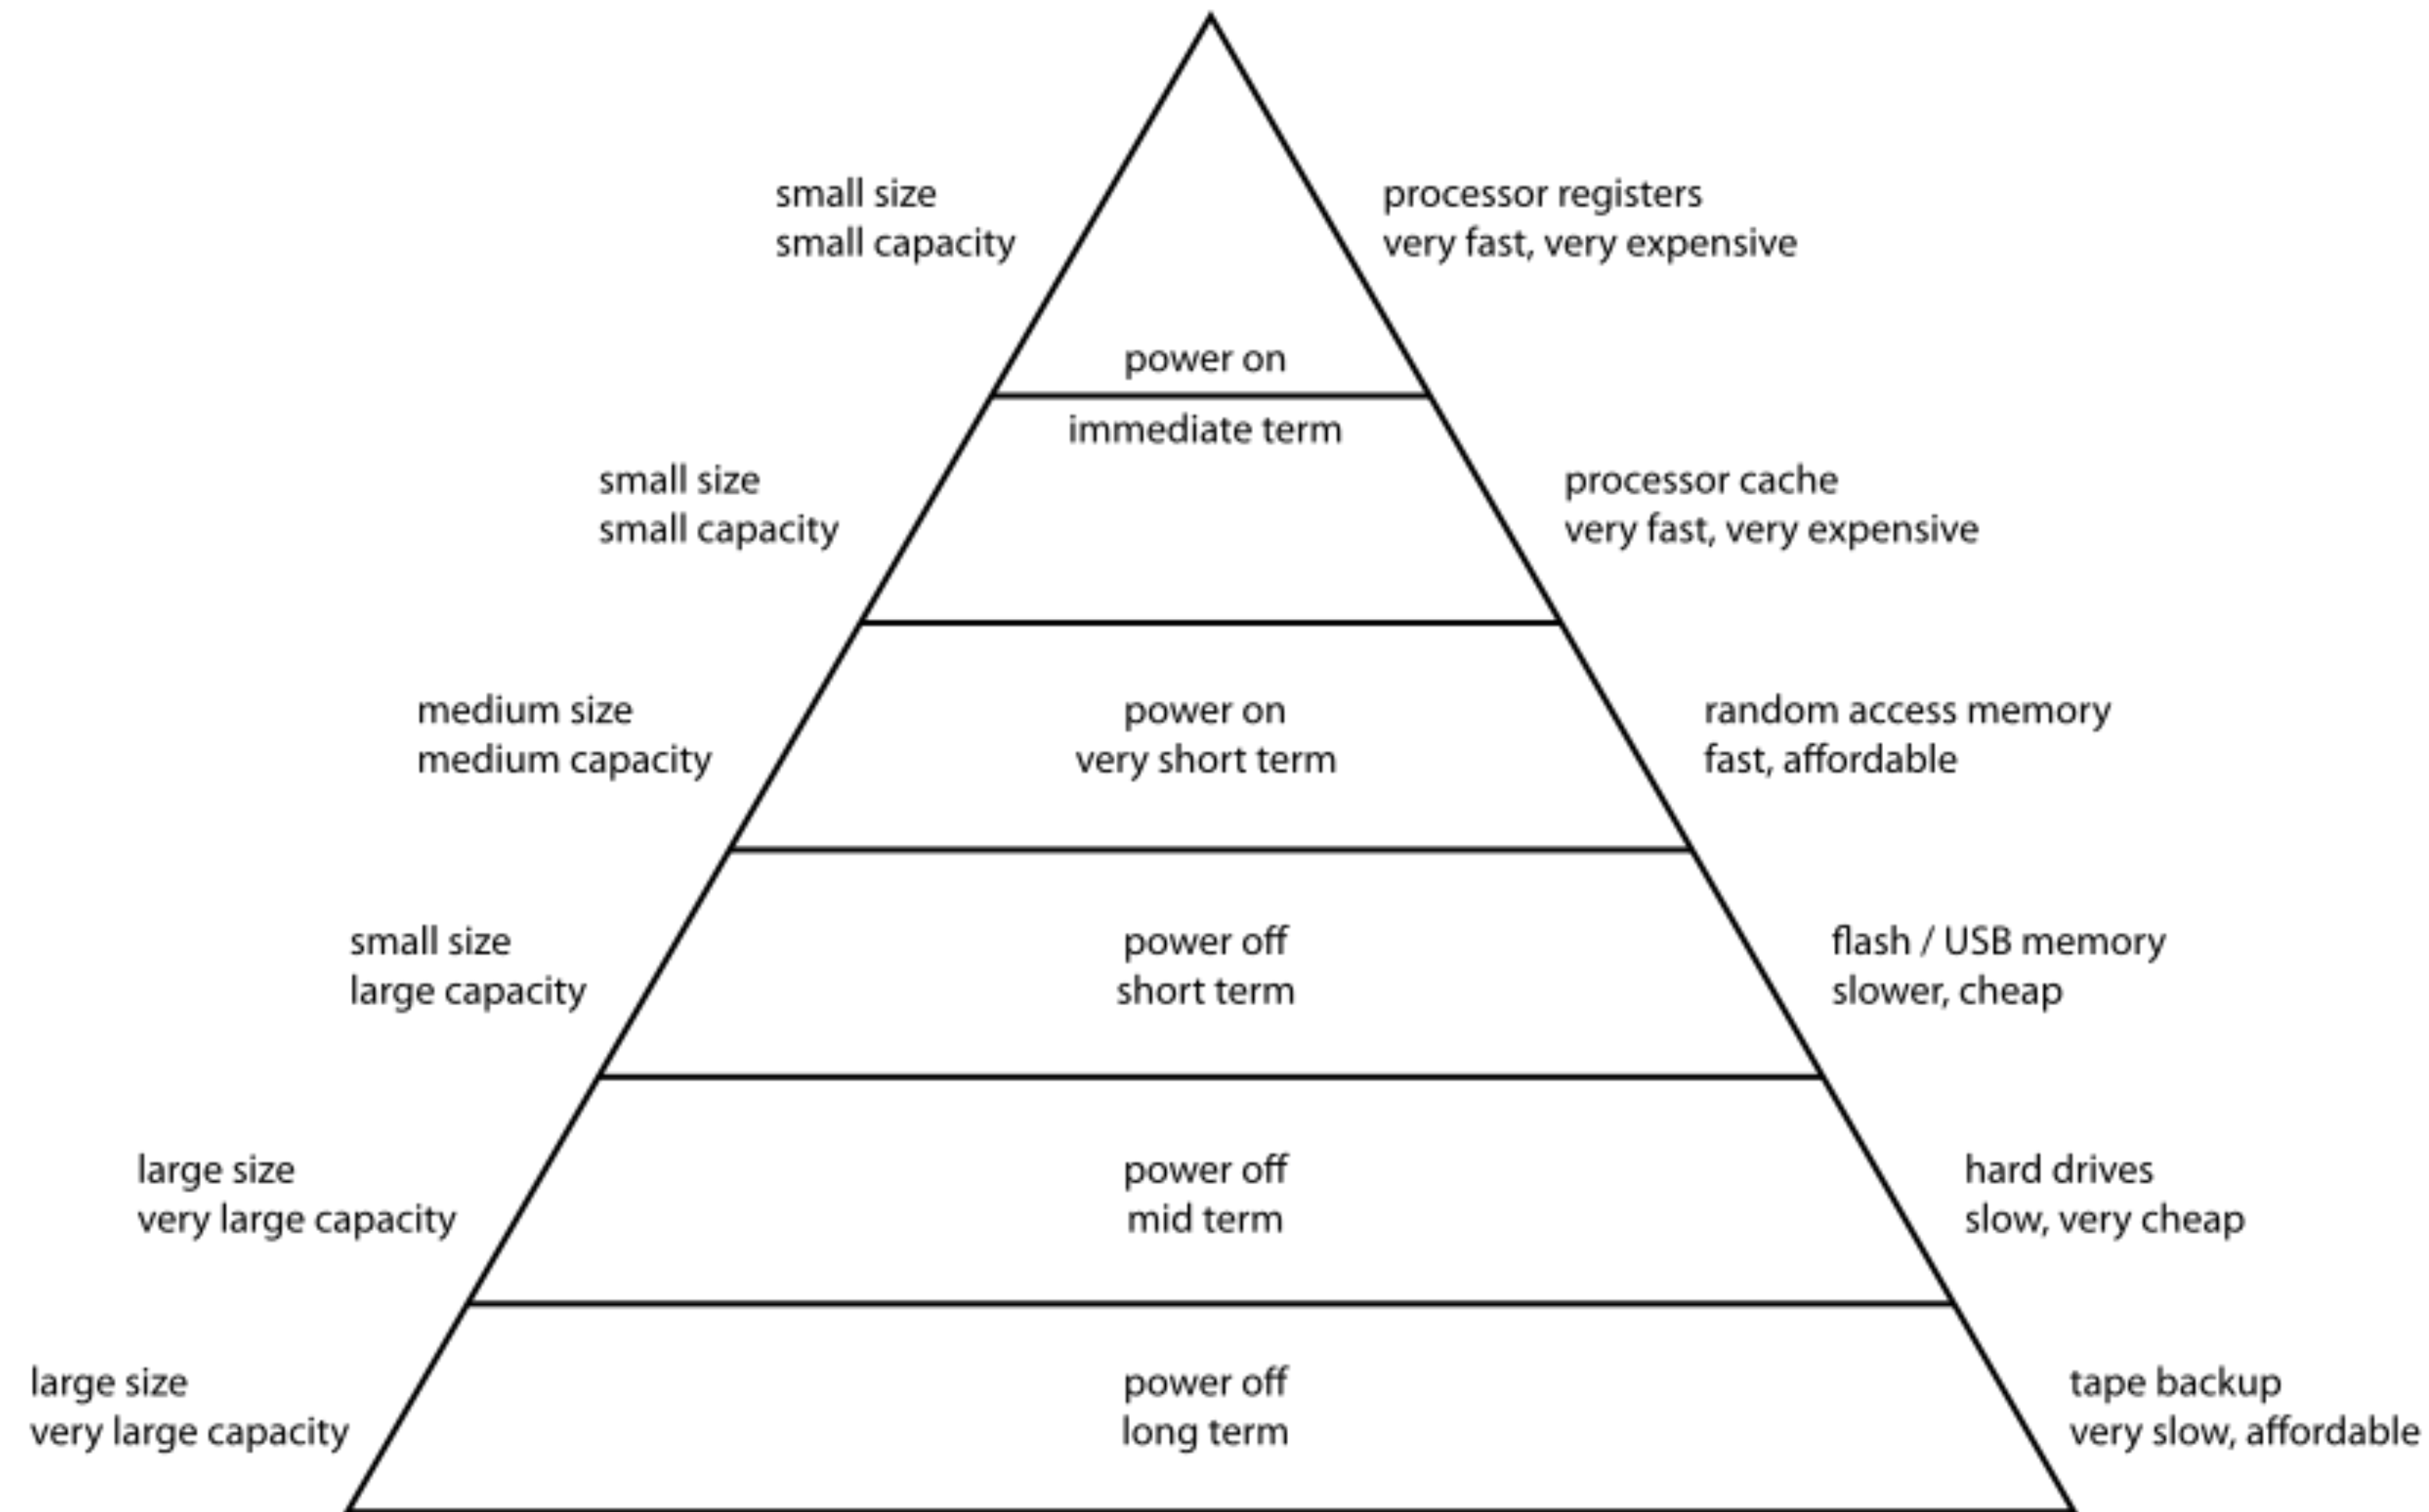 small size
small capacity
processor registers
very fast, very expensive
power on
immediate term
small size
small capacity
processor cache
very fast, very expensive
medium size
medium capacity
power on
very short term
random access memory
fast, affordable
small size
large capacity
power off
short term
flash / USB memory
slower, cheap
large size
very large capacity
power off
mid term
hard drives
slow, very cheap
large size
very large capacity
power off
long term
tape backup
very slow, affordable